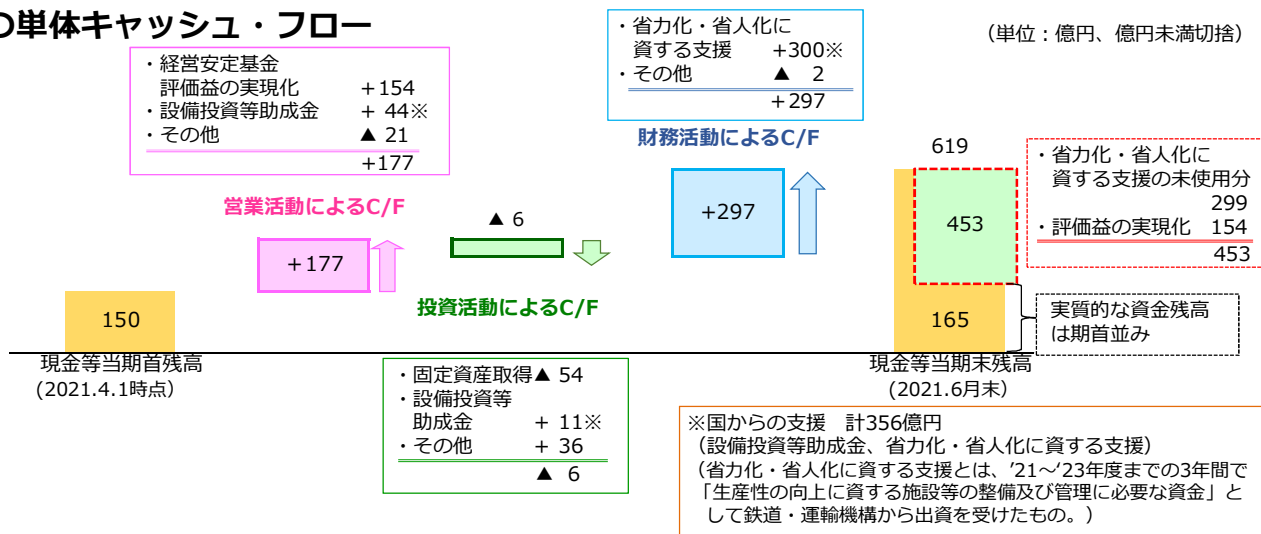 の単体キャッシュ・フロー
（単位：億円、億円未満切捨）
・経営安定基金
評価益の実現化 +154
・設備投資等助成金 + 44※
・その他 ▲ 21
+177
営業活動によるC/F
+177
・省力化・省人化に
資する支援 +300※
・その他 ▲ 2
+297
財務活動によるC/F
+297
▲ 6
投資活動によるC/F
・固定資産取得▲ 54
・設備投資等
助成金 + 11※
・その他 + 36
▲ 6
150
現金等当期首残高
(2021.4.1時点）
619
453
165
現金等当期末残高
(2021.6月末）
・省力化・省人化に
資する支援の未使用分
299
・評価益の実現化 154
453
実質的な資金残高
は期首並み
※国からの支援 計356億円
（設備投資等助成金、省力化・省人化に資する支援）
（省力化・省人化に資する支援とは、’21～‘23年度までの3年間で
「生産性の向上に資する施設等の整備及び管理に必要な資金」と
して鉄道・運輸機構から出資を受けたもの。）